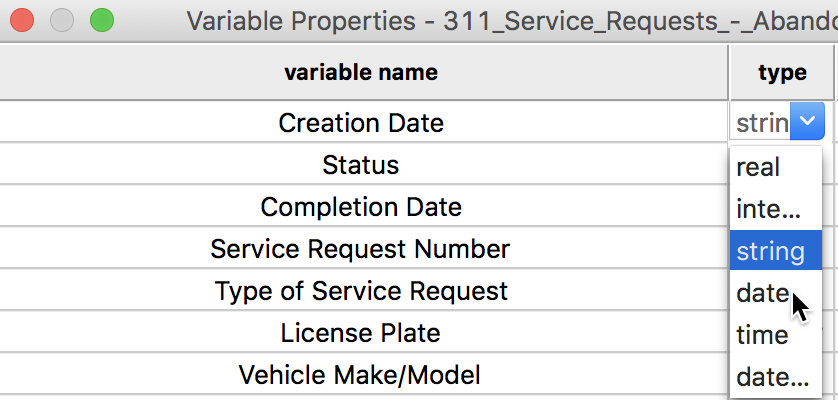 Variable Properties - 311_Service_Requests_-_Abando
variable name type
Creation Date strin
Status real
Completion Date inte...
Service Request Number string
Type of Service Request date
License Plate time
Vehicle Make/Model date...